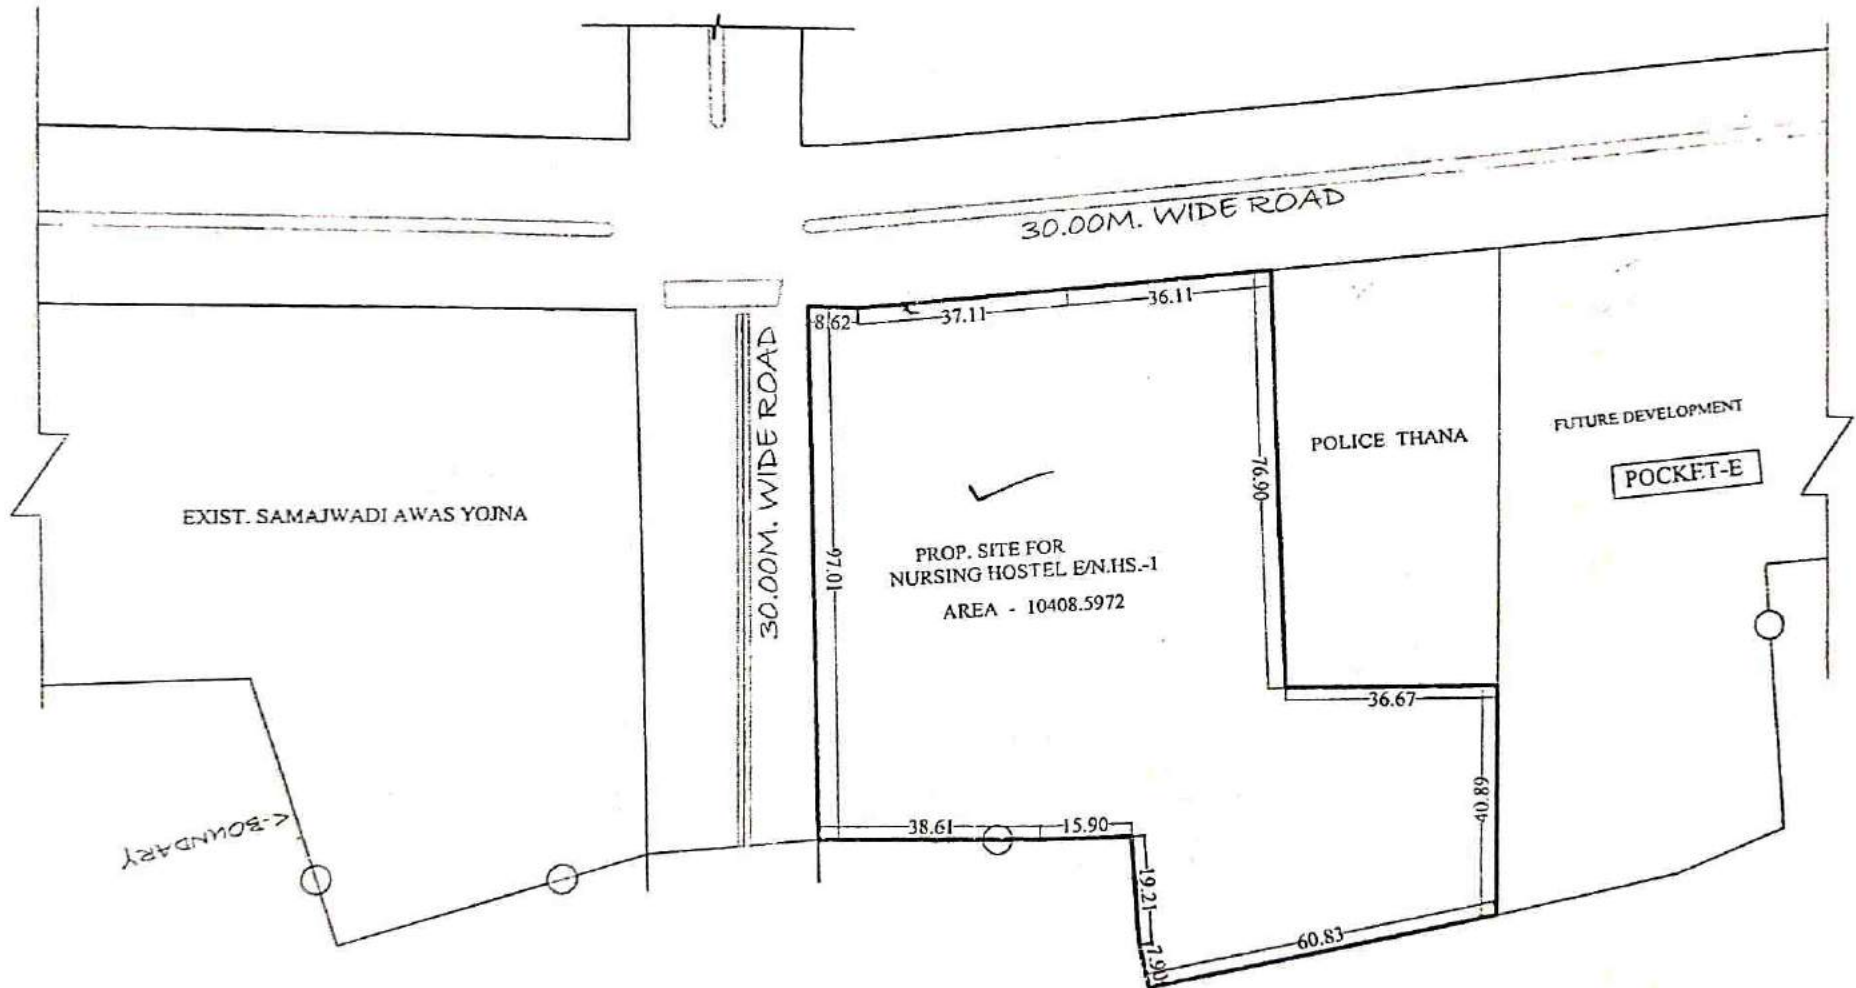 30.00M. WIDE ROAD
8.62
37.11
36.11
30.00M. WIDE ROAD
EXIST. SAMAJWADI AWAS YOJNA
97.01
76.90
POLICE THANA
FUTURE DEVELOPMENT
POCKET-E
PROP. SITE FOR
NURSING HOSTEL E/N.HS.-1
AREA - 10408.5972
36.67
40.89
38.61
15.90
19.21
7.90
60.83
<-BOUNDARY